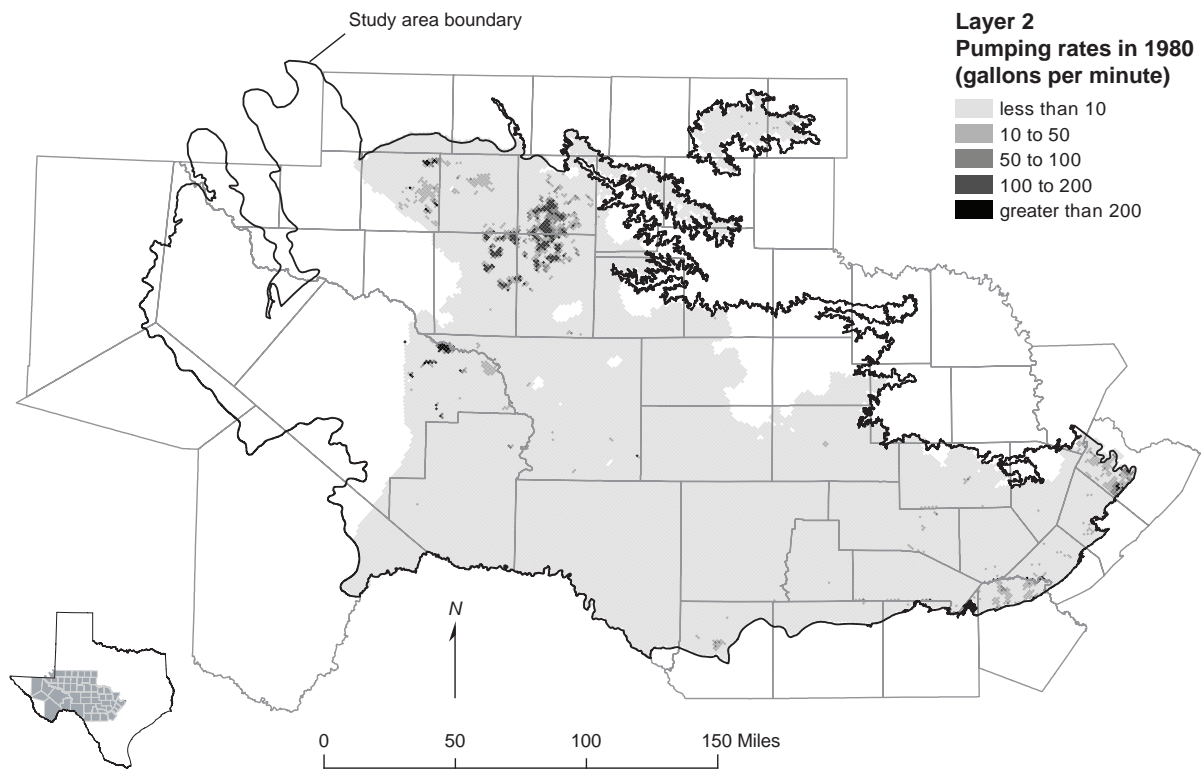 Study area boundary
Layer 2
Pumping rates in 1980
(gallons per minute)
less than 10
10 to 50
50 to 100
100 to 200
greater than 200
N
0 50 100 150 Miles